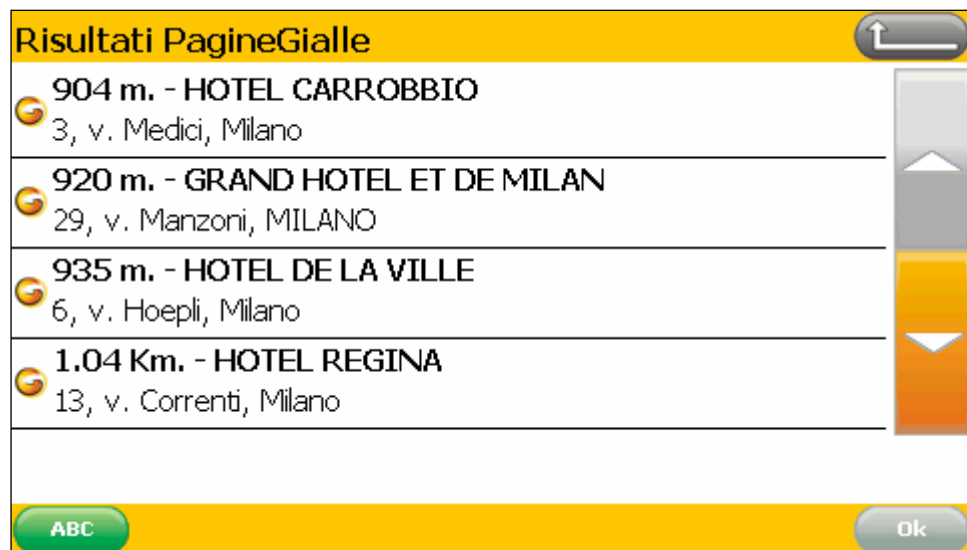 Risultati PagineGialle
904 m. - HOTEL CARROBBIO
3, v. Medici, Milano
920 m. - GRAND HOTEL ET DE MILAN
29, v. Manzoni, MILANO
935 m. - HOTEL DE LA VILLE
6, v. Hoepli, Milano
1.04 Km. - HOTEL REGINA
13, v. Correnti, Milano
ABC
Ok